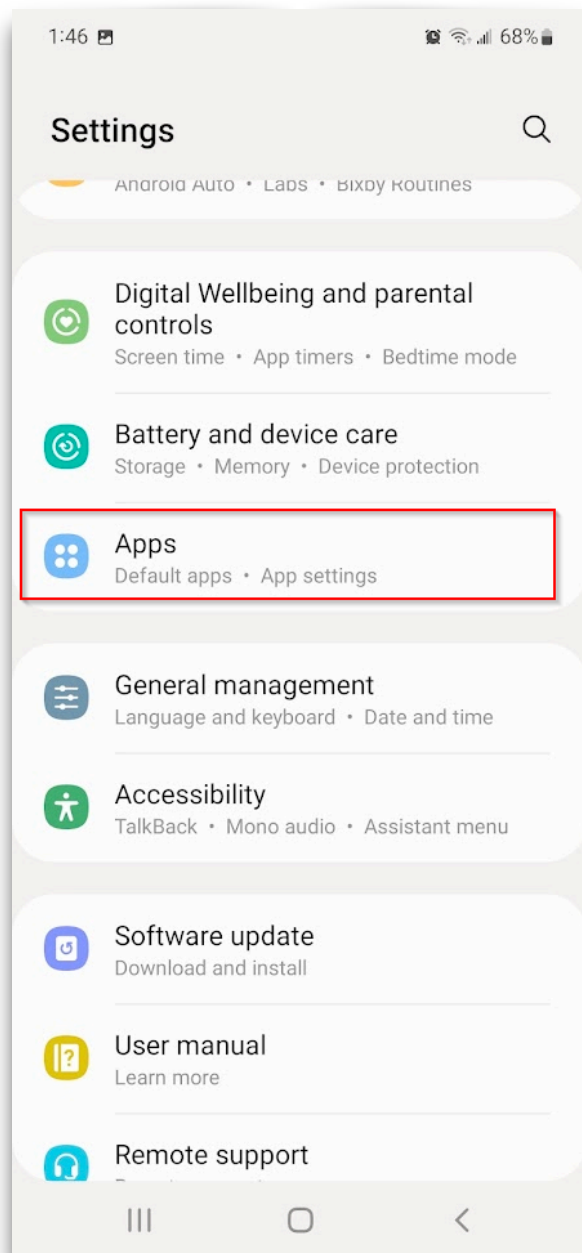 1:46 68%
Settings
Android Auto • Labs • Bixby Routines
Digital Wellbeing and parental
controls
Screen time • App timers • Bedtime mode
Battery and device care
Storage • Memory • Device protection
Apps
Default apps • App settings
General management
Language and keyboard • Date and time
Accessibility
TalkBack • Mono audio • Assistant menu
Software update
Download and install
User manual
Learn more
Remote support